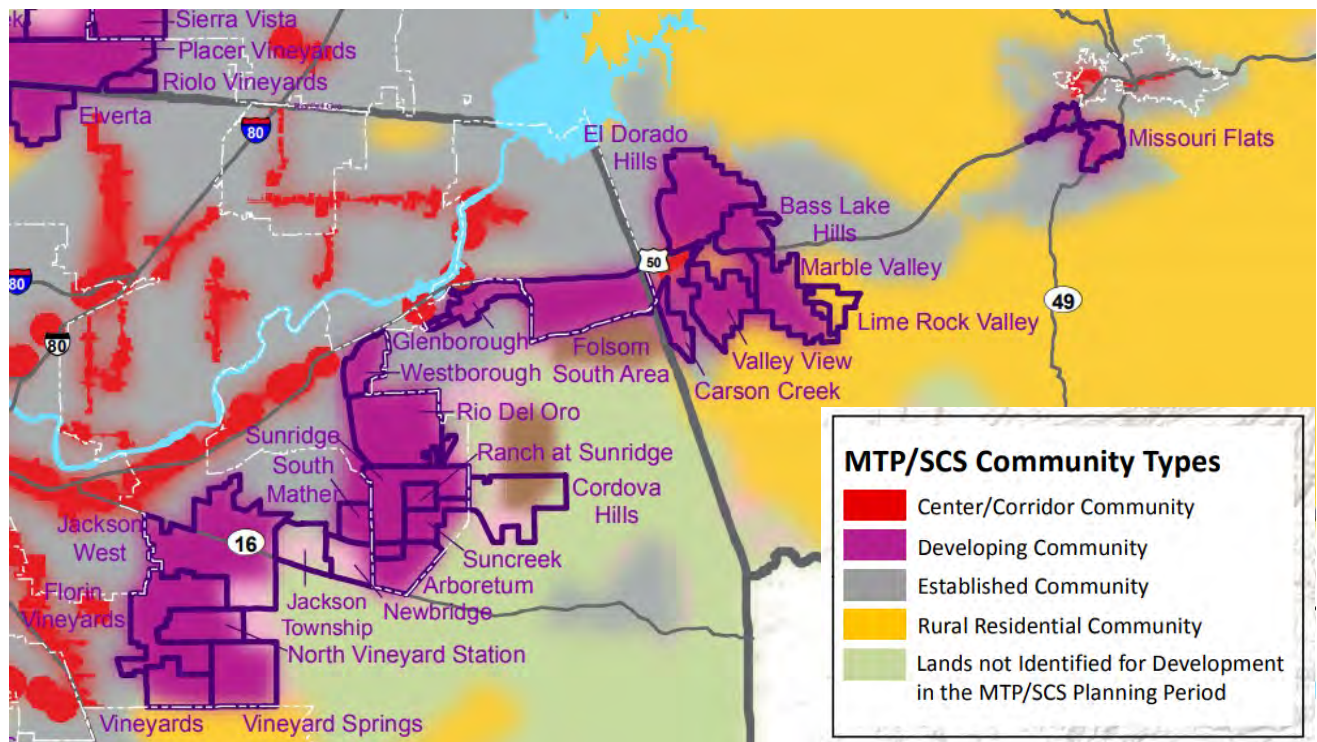 Sierra Vista
Placer Vineyards
Riolo Vineyards
Elverta
80
El Dorado
Hills
Missouri Flats
Bass Lake
Hills
50
Marble Valley
80
49
Lime Rock Valley
80
Glenborough
Folsom
South Area
Valley View
Westborough
Carson Creek
Rio Del Oro
Sunridge
Ranch at Sunridge
South
Mather
Cordova
Hills
Jackson
West
16
Suncreek
Arboretum
Florin
Vineyards
Jackson
Township
Newbridge
North Vineyard Station
Vineyards
Vineyard Springs
MTP/SCS Community Types
Center/Corridor Community
Developing Community
Established Community
Rural Residential Community
Lands not Identified for Development
in the MTP/SCS Planning Period